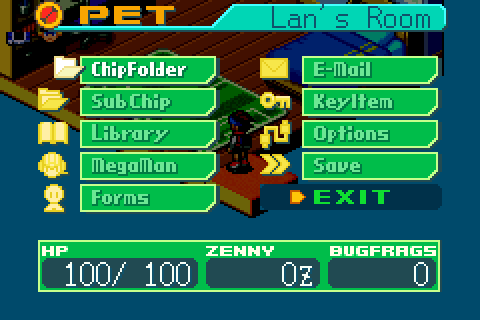 PET
Lan's Room
ChipFolder
SubChip
Library
MegaMan
Forms
E-Mail
KeyItem
Options
Save
EXIT
HP
100/ 100
ZENNY
0z
BUGFRAGS
0